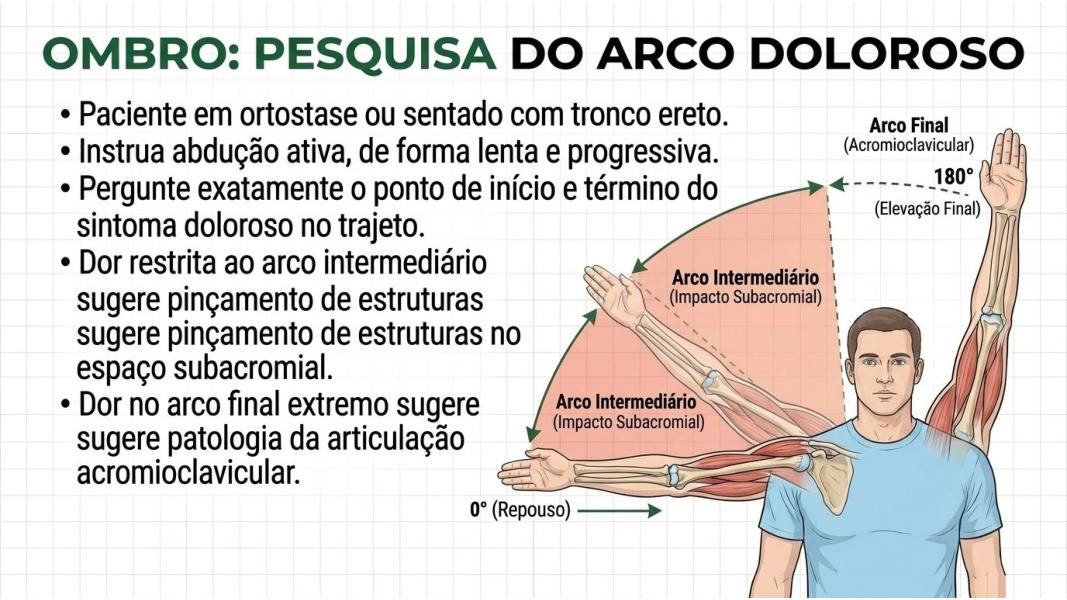 OMBRO: PESQUISA DO ARCO DOLOROSO
• Paciente em ortostase ou sentado com tronco ereto.
• Instrua abdução ativa, de forma lenta e progressiva.
• Pergunte exatamente o ponto de início e término do
sintoma doloroso no trajeto.
• Dor restrita ao arco intermediário
sugere pinçamento de estruturas
sugere pinçamento de estruturas no
espaço subacromial.
• Dor no arco final extremo sugere
sugere patologia da articulação
acromioclavicular.
Arco Final
(Acromioclavicular)
180°
(Elevação Final)
Arco Intermediário
(Impacto Subacromial)
Arco Intermediário
(Impacto Subacromial)
0° (Repouso)